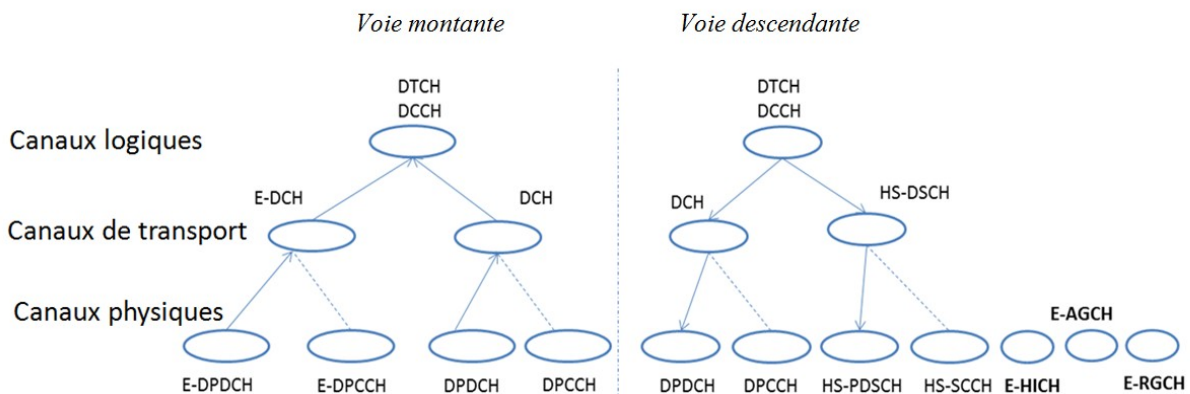 Voie montante
Voie descendante
DTCH
DCCH
DTCH
DCCH
Canaux logiques
E-DCH
DCH
DCH
HS-DSCH
Canaux de transport
Canaux physiques
E-AGCH
E-DPDCH
E-DPCCH
DPDCH
DPCCH
DPDCH
DPCCH
HS-PDSCH
HS-SCCH
E-HICH
E-RGCH